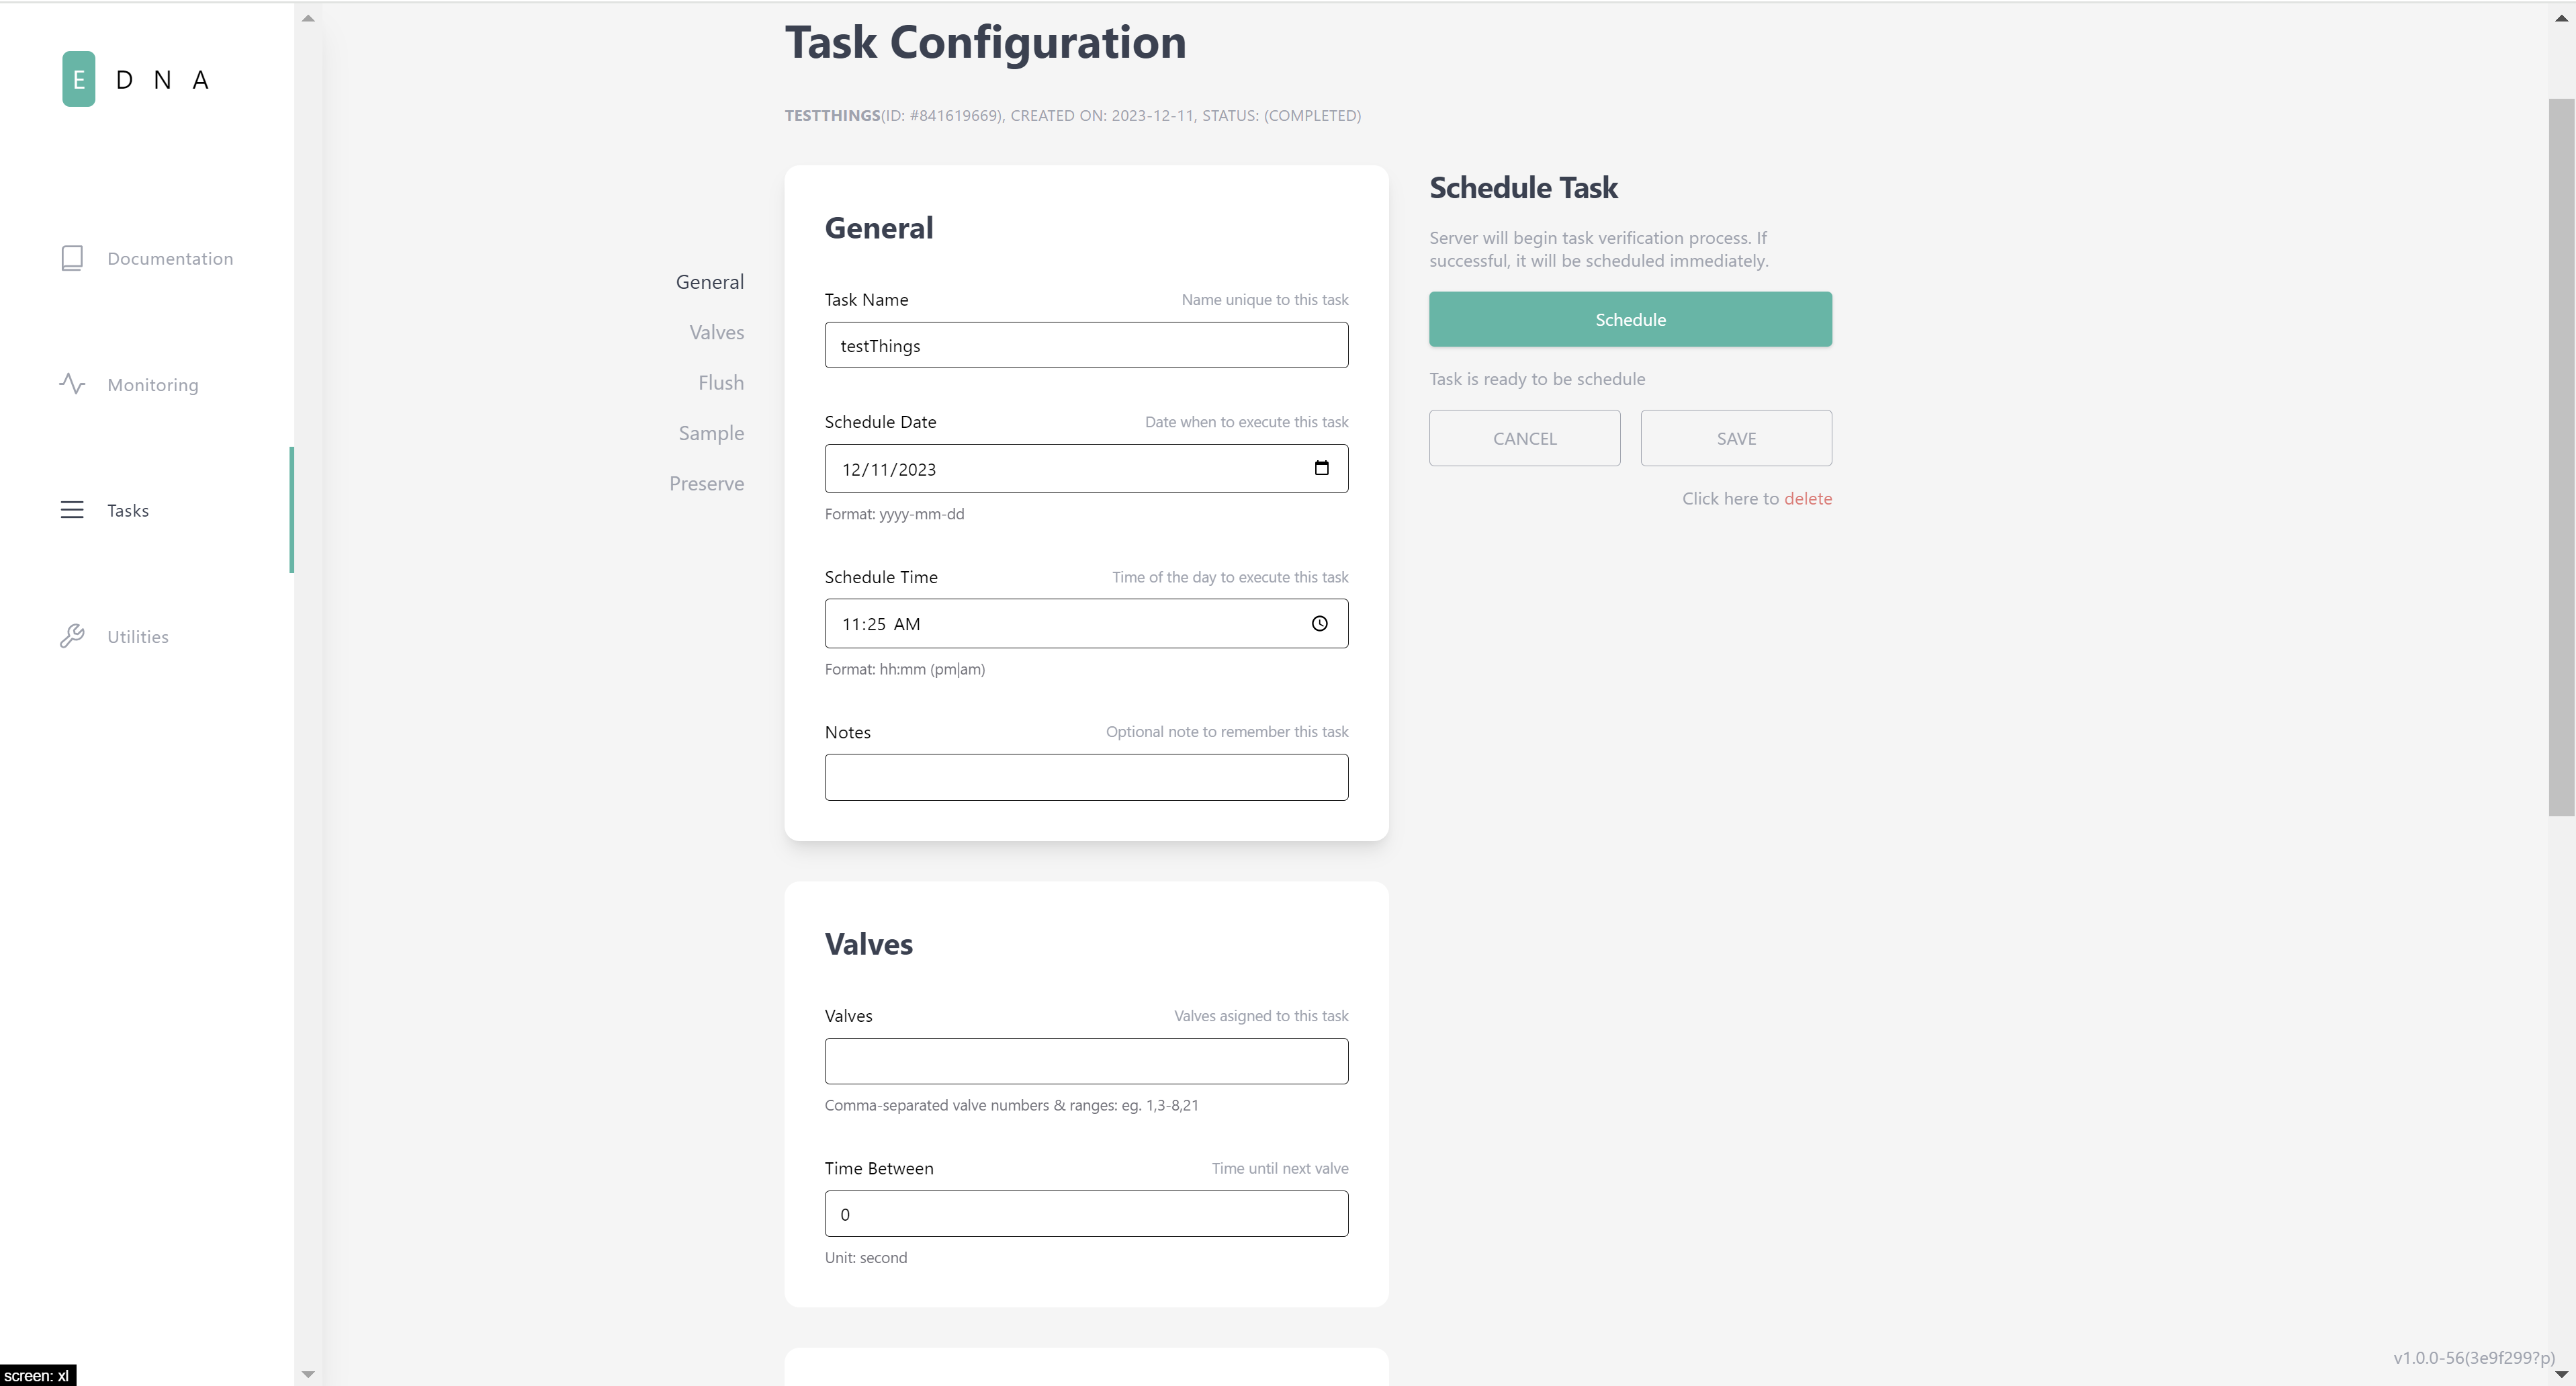 E D N A
Documentation
Monitoring
Tasks
Utilities
screen: xl
Task Configuration
TESTTHINGS(ID: #841619669), CREATED ON: 2023-12-11, STATUS: (COMPLETED)
General
Valves
Flush
Sample
Preserve
General
Task Name Name unique to this task
testThings
Schedule Date Date when to execute this task
12/11/2023
Format: yyyy-mm-dd
Schedule Time Time of the day to execute this task
11:25 AM
Format: hh:mm (pm|am)
Notes Optional note to remember this task
Valves
Valves Valves asigned to this task
Comma-separated valve numbers & ranges: eg. 1,3-8,21
Time Between Time until next valve
0
Unit: second
Schedule Task
Server will begin task verification process. If
successful, it will be scheduled immediately.
Schedule
Task is ready to be schedule
CANCEL SAVE
Click here to delete
v1.0.0-56(3e9f299?p)